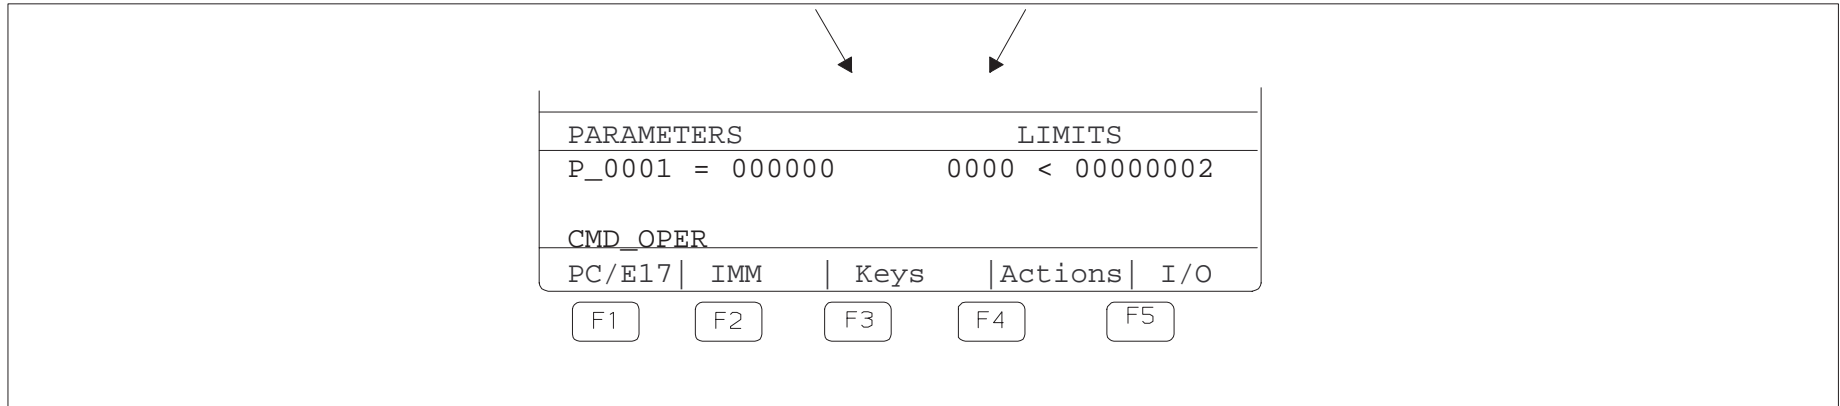 PARAMETERS LIMITS
P_0001 = 000000 0000 < 00000002
CMD_OPER
PC/E17| IMM | Keys |Actions| I/O
F1 F2 F3 F4 F5